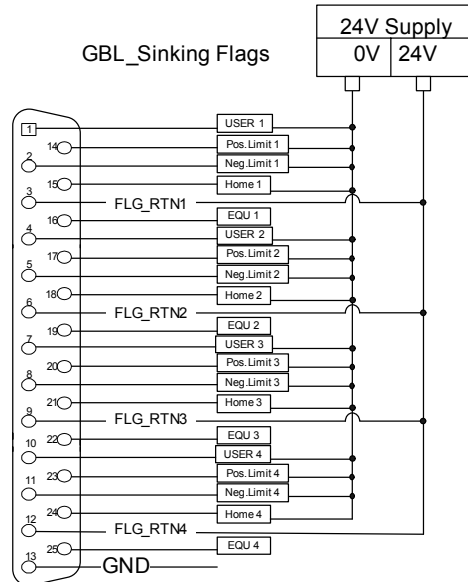 24V Supply
GBL_Sinking Flags
0V 24V
1 USER 1
14 Pos.Limit 1
2 Neg.Limit 1
15 Home 1
3 FLG_RTN1
16 EQU 1
4 USER 2
17 Pos.Limit 2
5 Neg.Limit 2
18 Home 2
6 FLG_RTN2
19 EQU 2
7 USER 3
20 Pos.Limit 3
8 Neg.Limit 3
21 Home 3
9 FLG_RTN3
22 EQU 3
10 USER 4
23 Pos.Limit 4
11 Neg.Limit 4
24 Home 4
12 FLG_RTN4
25 EQU 4
13 GND